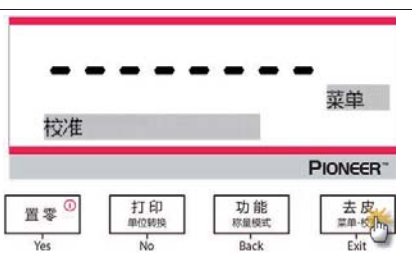 --------
菜单
校准
PIONEER™
置零 打印 功能 去皮
单位转换 称量模式 菜单-校
Yes No Back Exit